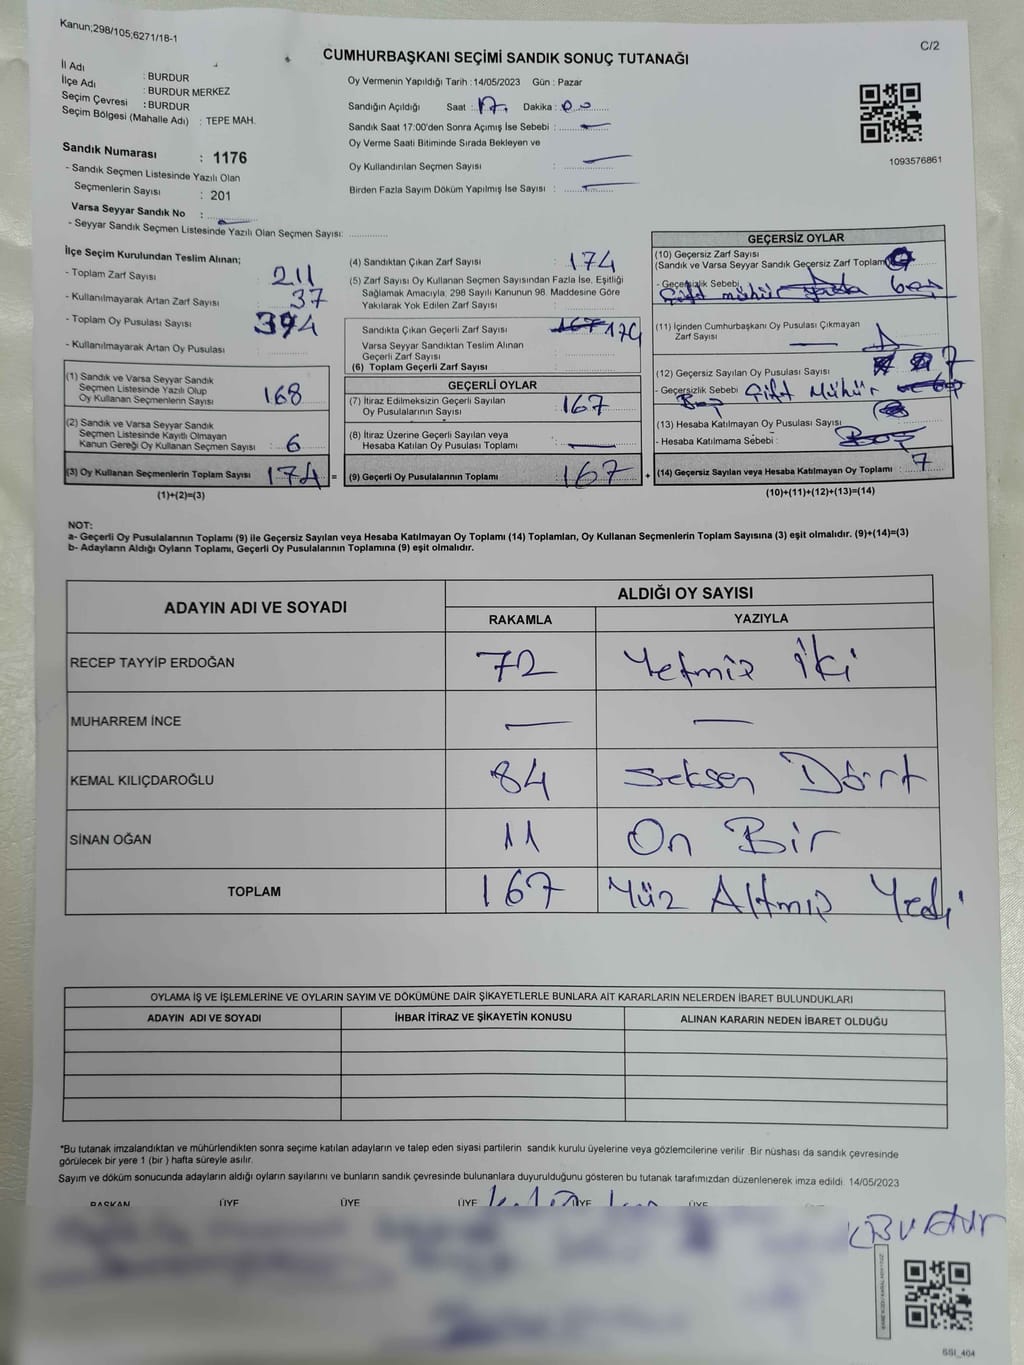 Kanun;298/105;6271/18-1
C/2
CUMHURBAŞKANI SEÇİMİ SANDIK SONUÇ TUTANAĞI
İl Adı : BURDUR
İlçe Adı : BURDUR MERKEZ
Seçim Çevresi : BURDUR
Seçim Bölgesi (Mahalle Adı) : TEPE MAH.
Sandık Numarası : 1176
- Sandık Seçmen Listesinde Yazılı Olan
Seçmenlerin Sayısı : 201
Varsa Seyyar Sandık No :
- Seyyar Sandık Seçmen Listesinde Yazılı Olan Seçmen Sayısı:
Oy Vermenin Yapıldığı Tarih : 14/05/2023 Gün : Pazar
Sandığın Açıldığı Saat : 17. Dakika : 00
Sandık Saat 17:00'den Sonra Açımış İse Sebebi : —
Oy Verme Saati Bitiminde Sırada Bekleyen ve
Oy Kullandırılan Seçmen Sayısı : —
Birden Fazla Sayım Döküm Yapılmış İse Sayısı : —
1093576861
İlçe Seçim Kurulundan Teslim Alınan;
- Toplam Zarf Sayısı 211
- Kullanılmayarak Artan Zarf Sayısı 37
- Toplam Oy Pusulası Sayısı 394
- Kullanılmayarak Artan Oy Pusulası
(1) Sandık ve Varsa Seyyar Sandık
Seçmen Listesinde Yazılı Olup
Oy Kullanan Seçmenlerin Sayısı 168
(2) Sandık ve Varsa Seyyar Sandık
Seçmen Listesinde Kayıtlı Olmayan
Kanun Gereği Oy Kullanan Seçmen Sayısı : 6
(3) Oy Kullanan Seçmenlerin Toplam Sayısı 174 =
(1)+(2)=(3)
(4) Sandıktan Çıkan Zarf Sayısı : 174
(5) Zarf Sayısı Oy Kullanan Seçmen Sayısından Fazla İse, Eşitliği
Sağlamak Amacıyla, 298 Sayılı Kanunun 98. Maddesine Göre
Yakılarak Yok Edilen Zarf Sayısı :
Sandıkta Çıkan Geçerli Zarf Sayısı : 167 174
Varsa Seyyar Sandıktan Teslim Alınan
Geçerli Zarf Sayısı :
(6) Toplam Geçerli Zarf Sayısı :
GEÇERLİ OYLAR
(7) İtiraz Edilmeksizin Geçerli Sayılan
Oy Pusulalarının Sayısı : 167
(8) İtiraz Üzerine Geçerli Sayılan veya
Hesaba Katılan Oy Pusulası Toplamı : —
(9) Geçerli Oy Pusulalarının Toplamı : 167 +
GEÇERSİZ OYLAR
(10) Geçersiz Zarf Sayısı
(Sandık ve Varsa Seyyar Sandık Geçersiz Zarf Toplam
- Geçersizlik Sebebi
Çift mühür boş
(11) İçinden Cumhurbaşkanı Oy Pusulası Çıkmayan
Zarf Sayısı —
(12) Geçersiz Sayılan Oy Pusulası Sayısı : 7
- Geçersizlik Sebebi Çift Mühür
Boş
(13) Hesaba Katılmayan Oy Pusulası Sayısı :
- Hesaba Katılmama Sebebi : Boş
(14) Geçersiz Sayılan veya Hesaba Katılmayan Oy Toplamı : 7
(10)+(11)+(12)+(13)=(14)
NOT:
a- Geçerli Oy Pusulalarının Toplamı (9) ile Geçersiz Sayılan veya Hesaba Katılmayan Oy Toplamı (14) Toplamları, Oy Kullanan Seçmenlerin Toplam Sayısına (3) eşit olmalıdır. (9)+(14)=(3)
b- Adayların Aldığı Oyların Toplamı, Geçerli Oy Pusulalarının Toplamına (9) eşit olmalıdır.
ADAYIN ADI VE SOYADI
ALDIĞI OY SAYISI
RAKAMLA YAZIYLA
RECEP TAYYİP ERDOĞAN 72 Yetmiş İki
MUHARREM İNCE — —
KEMAL KILIÇDAROĞLU 84 Seksen Dört
SİNAN OĞAN 11 On Bir
TOPLAM 167 Yüz Altmış Yedi
OYLAMA İŞ VE İŞLEMLERİNE VE OYLARIN SAYIM VE DÖKÜMÜNE DAİR ŞİKAYETLERLE BUNLARA AİT KARARLARIN NELERDEN İBARET BULUNDUKLARI
ADAYIN ADI VE SOYADI İHBAR İTİRAZ VE ŞİKAYETİN KONUSU ALINAN KARARIN NEDEN İBARET OLDUĞU
*Bu tutanak imzalandıktan ve mühürlendikten sonra seçime katılan adayların ve talep eden siyasi partilerin sandık kurulu üyelerine veya gözlemcilerine verilir. Bir nüshası da sandık çevresinde
görülecek bir yere 1 (bir ) hafta süreyle asılır.
Sayım ve döküm sonucunda adayların aldığı oyların sayılarını ve bunların sandık çevresinde bulunanlara duyurulduğunu gösteren bu tutanak tarafımızdan düzenlenerek imza edildi. 14/05/2023
BAŞKAN ÜYE ÜYE ÜYE ÜYE ÜYE
SSI_404